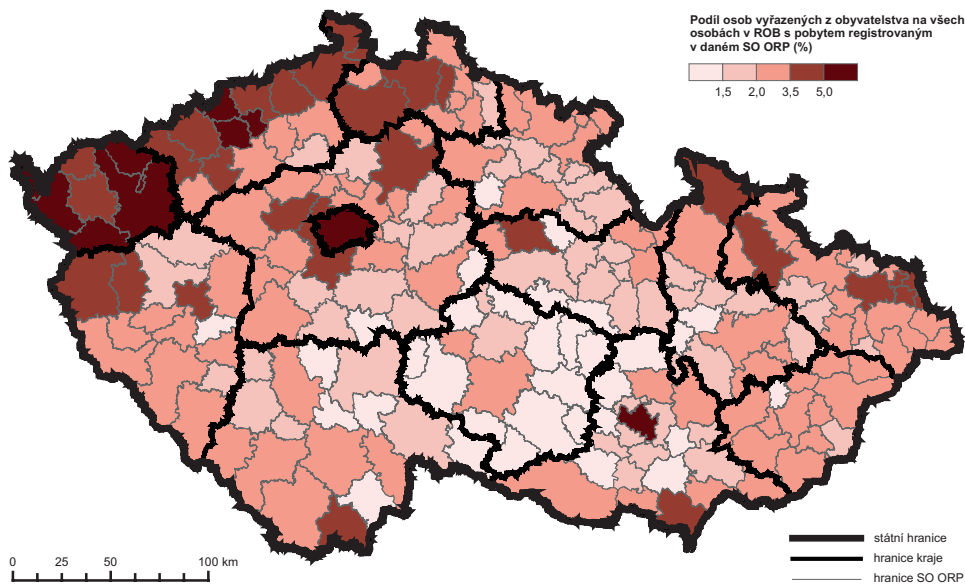 Podíl osob vyřazených z obyvatelstva na všech
osobách v ROB s pobytem registrovaným
v daném SO ORP (%)
1,5 2,0 3,5 5,0
státní hranice
hranice kraje
hranice SO ORP
0 25 50 100 km